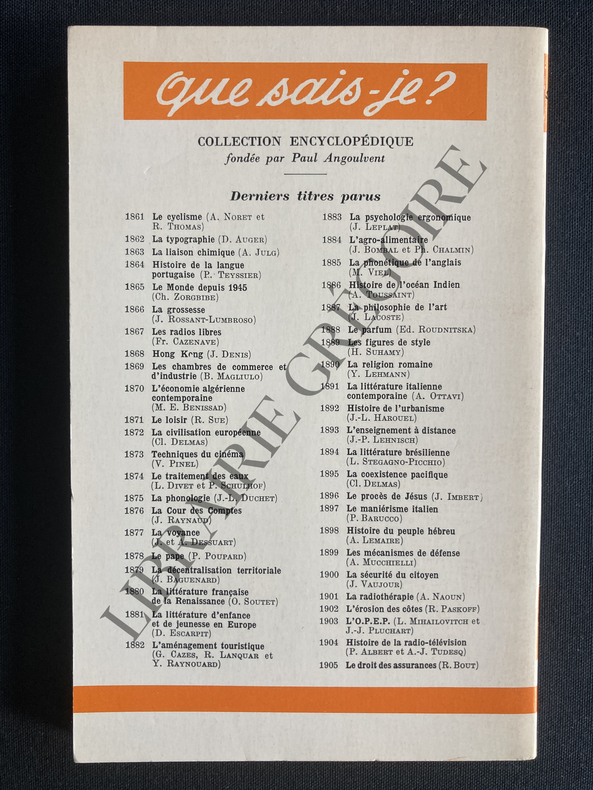 que sais-je?
COLLECTION ENCYCLOPÉDIQUE
fondée par Paul Angoulvent
Derniers titres parus
1861 Le cyclisme (A. NORET et
R. THOMAS)
1862 La typographie (D. AUGER)
1863 La liaison chimique (A. JULG)
1864 Histoire de la langue
portugaise (P. TEYSSIER)
1865 Le Monde depuis 1945
(Ch. ZORGBIBE)
1866 La grossesse
(J. ROSSANT-LUMBROSO)
1867 Les radios libres
(Fr. CAZENAVE)
1868 Hong Kong (J. DENIS)
1869 Les chambres de commerce et
d'industrie (B. MAGLIULO)
1870 L'économie algérienne
contemporaine
(M. E. BENISSAD)
1871 Le loisir (R. SUE)
1872 La civilisation européenne
(Cl. DELMAS)
1873 Techniques du cinéma
(V. PINEL)
1874 Le traitement des eaux
(L. DIVET et P. SCHULHOF)
1875 La phonologie (J.-L. DUCHET)
1876 La Cour des Comptes
(J. RAYNAUD)
1877 La voyance
(J. et A. DESSUART)
1878 Le pape (P. POUPARD)
1879 La décentralisation territoriale
(J. BAGUENARD)
1880 La littérature française
de la Renaissance (O. SOUTET)
1881 La littérature d'enfance
et de jeunesse en Europe
(D. ESCARPIT)
1882 L'aménagement touristique
(G. CAZES, R. LANQUAR et
Y. RAYNOUARD)
1883 La psychologie ergonomique
(J. LEPLAT)
1884 L'agro-alimentaire
(J. BOMBAL et Ph. CHALMIN)
1885 La phonétique de l'anglais
(M. VIEL)
1886 Histoire de l'océan Indien
(A. TOUSSAINT)
1887 La philosophie de l'art
(J. LACOSTE)
1888 Le parfum (Ed. ROUDNITSKA)
1889 Les figures de style
(H. SUHAMY)
1890 La religion romaine
(Y. LEHMANN)
1891 La littérature italienne
contemporaine (A. OTTAVI)
1892 Histoire de l'urbanisme
(J.-L. HAROUEL)
1893 L'enseignement à distance
(J.-P. LEHNISCH)
1894 La littérature brésilienne
(L. STEGAGNO-PICCHIO)
1895 La coexistence pacifique
(Cl. DELMAS)
1896 Le procès de Jésus (J. IMBERT)
1897 Le maniérisme italien
(P. BARUCCO)
1898 Histoire du peuple hébreu
(A. LEMAIRE)
1899 Les mécanismes de défense
(A. MUCCHIELLI)
1900 La sécurité du citoyen
(J. VAUJOUR)
1901 La radiothérapie (A. NAOUN)
1902 L'érosion des côtes (R. PASKOFF)
1903 L'O.P.E.P. (L. MIHAILOVITCH et
J.-J. PLUCHART)
1904 Histoire de la radio-télévision
(P. ALBERT et A.-J. TUDESQ)
1905 Le droit des assurances (R. BOUT)
LIBRAIRIE GRÉGOIRE